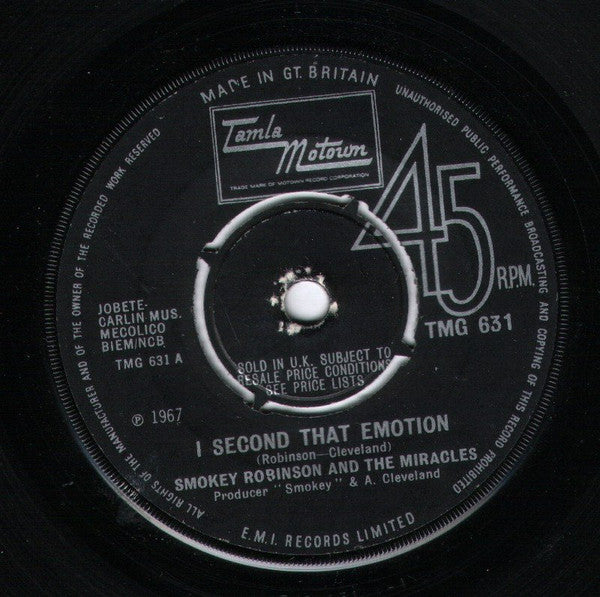 MADE IN GT. BRITAIN
UNAUTHORISED PUBLIC PERFORMANCE BROADCASTING AND COPYING OF THIS RECORD PROHIBITED
ALL RIGHTS OF THE MANUFACTURER AND OF THE OWNER OF THE RECORDED WORK RESERVED
Tamla
Motown
TRADE MARK OF MOTOWN RECORD CORPORATION
45
R.P.M.
TMG 631
JOBETE-
CARLIN MUS.
MECOLICO
BIEM/NCB
TMG 631 A
SOLD IN U.K. SUBJECT TO
RESALE PRICE CONDITIONS
SEE PRICE LISTS
℗ 1967
I SECOND THAT EMOTION
(Robinson—Cleveland)
SMOKEY ROBINSON AND THE MIRACLES
Producer "Smokey" & A. Cleveland
E.M.I. RECORDS LIMITED